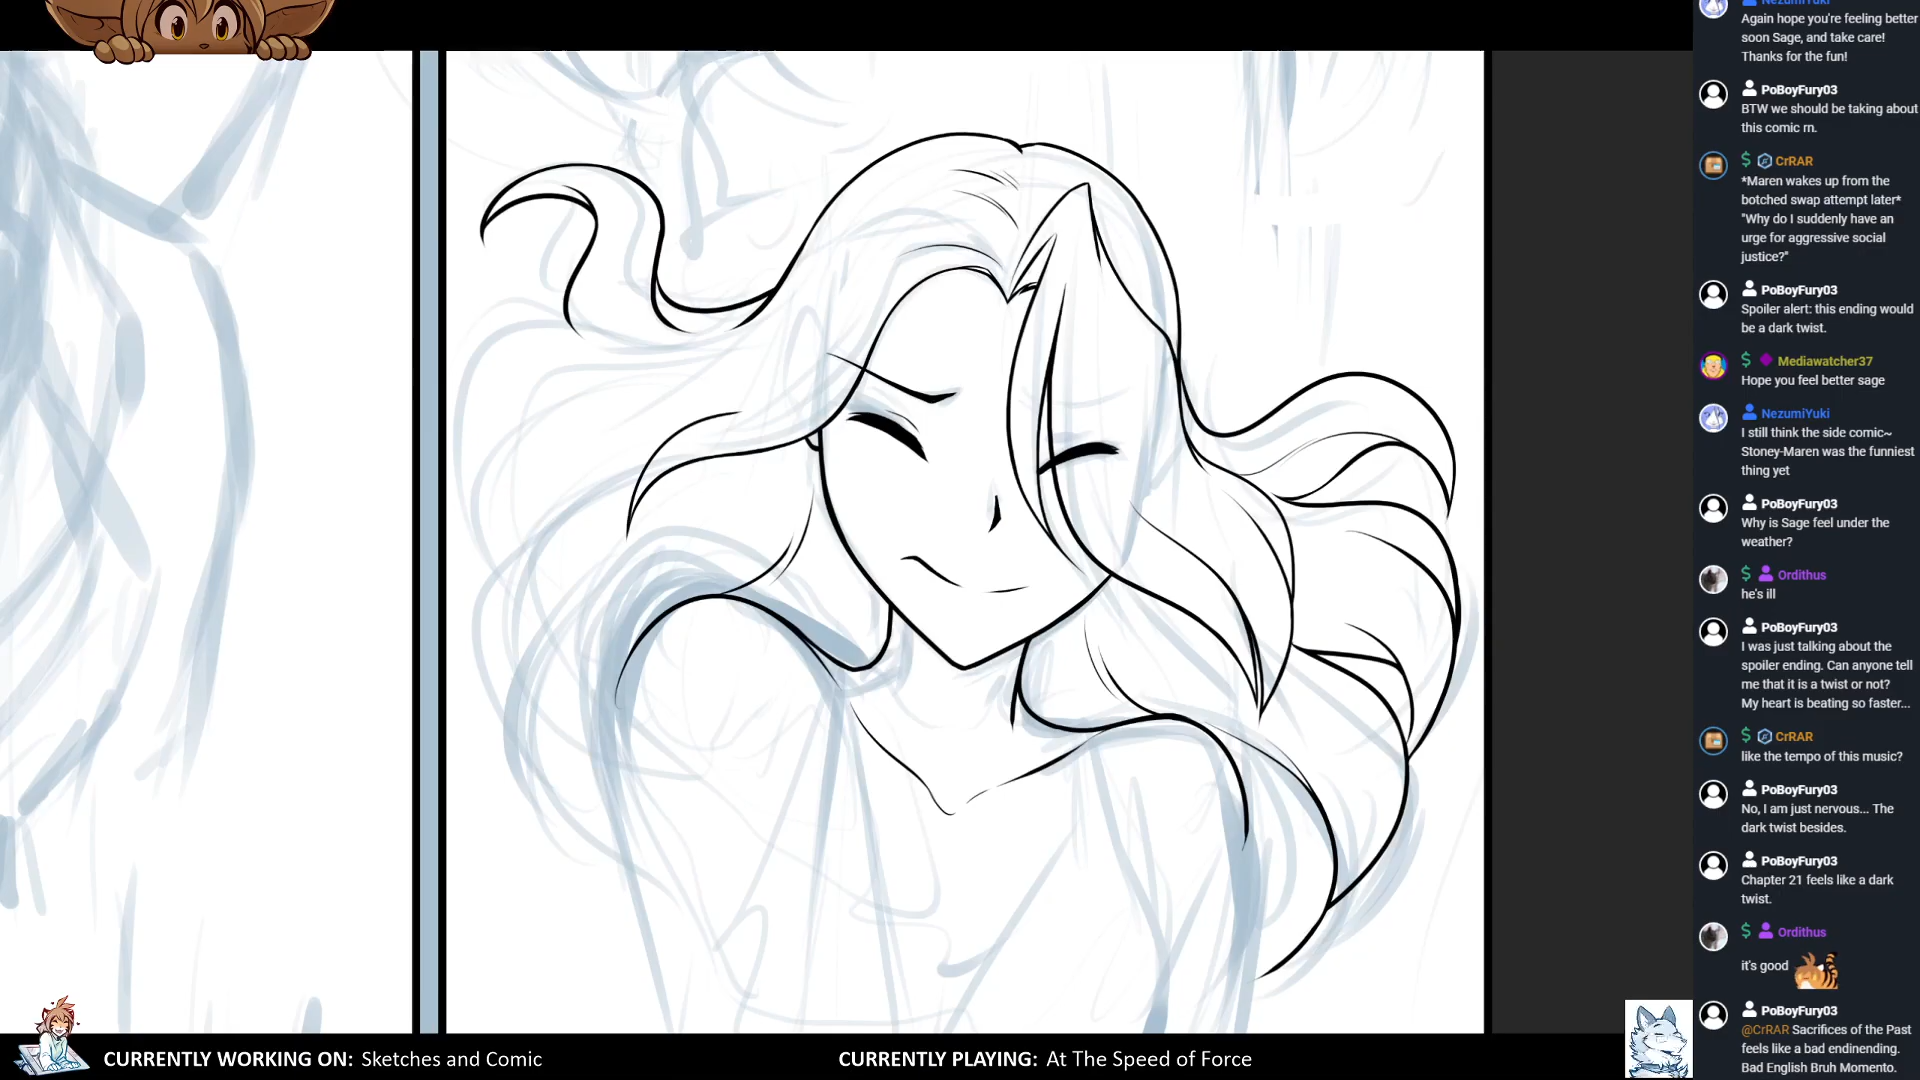 NezumiYuki
Again hope you're feeling better
soon Sage, and take care!
Thanks for the fun!
PoBoyFury03
BTW we should be taking about
this comic rn.
$ CrRAR
*Maren wakes up from the
botched swap attempt later*
"Why do I suddenly have an
urge for aggressive social
justice?"
PoBoyFury03
Spoiler alert: this ending would
be a dark twist.
$ Mediawatcher37
Hope you feel better sage
NezumiYuki
I still think the side comic~
Stoney-Maren was the funniest
thing yet
PoBoyFury03
Why is Sage feel under the
weather?
$ Ordithus
he's ill
PoBoyFury03
I was just talking about the
spoiler ending. Can anyone tell
me that it is a twist or not?
My heart is beating so faster...
$ CrRAR
like the tempo of this music?
PoBoyFury03
No, I am just nervous... The
dark twist besides.
PoBoyFury03
Chapter 21 feels like a dark
twist.
$ Ordithus
it's good
PoBoyFury03
@CrRAR Sacrifices of the Past
feels like a bad endinending.
Bad English Bruh Momento.
CURRENTLY WORKING ON: Sketches and Comic
CURRENTLY PLAYING: At The Speed of Force